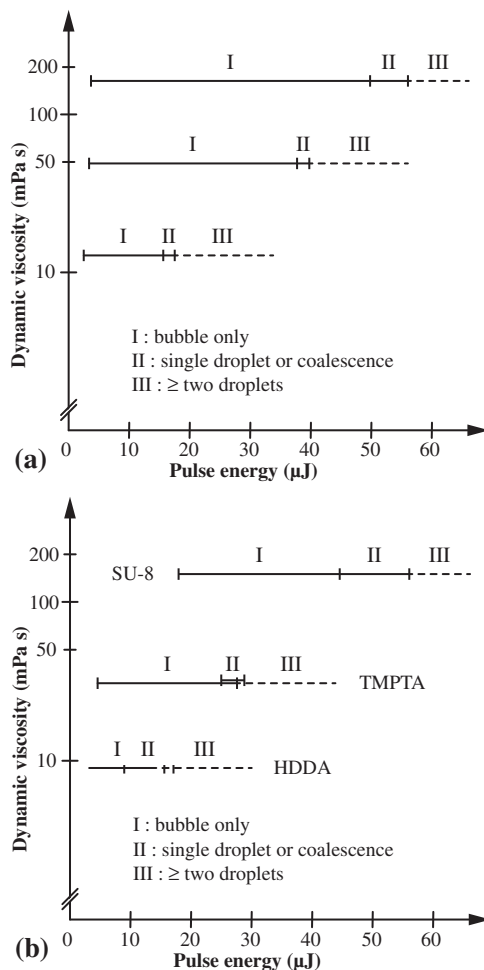 Dynamic viscosity (mPa s)
200
100
50
10
I II III
I II III
I II III
I : bubble only
II : single droplet or coalescence
III : ≥ two droplets
0 10 20 30 40 50 60
(a)
Pulse energy (µJ)
Dynamic viscosity (mPa s)
200
100
50
10
SU-8 I II III
I II III TMPTA
I II III HDDA
I : bubble only
II : single droplet or coalescence
III : ≥ two droplets
0 10 20 30 40 50 60
(b)
Pulse energy (µJ)